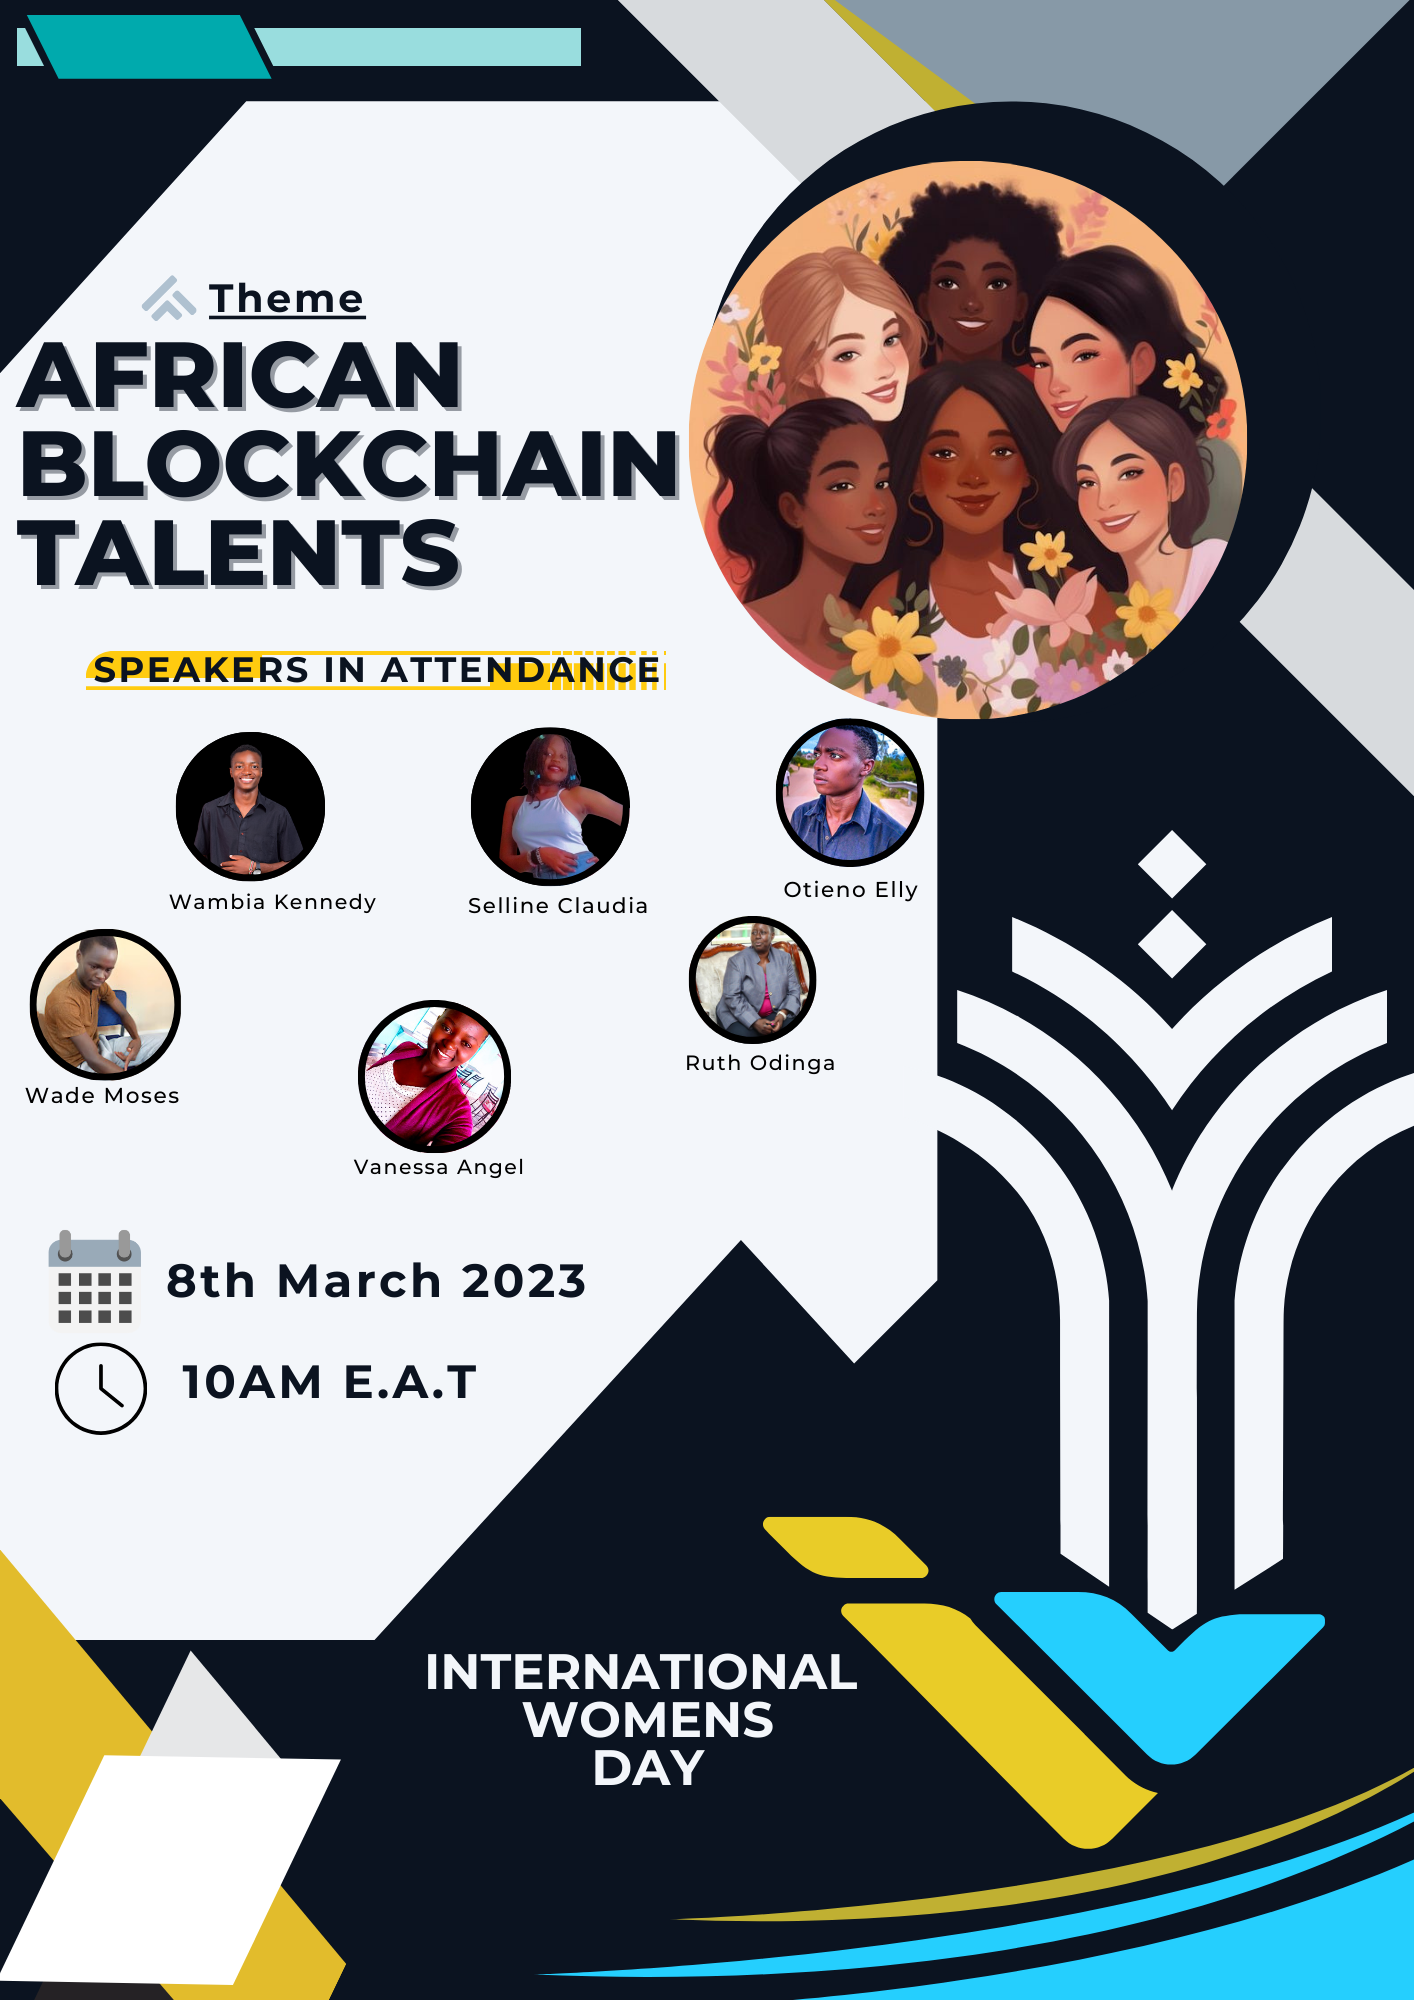 Theme
AFRICAN
BLOCKCHAIN
TALENTS
SPEAKERS IN ATTENDANCE
Wambia Kennedy
Selline Claudia
Otieno Elly
Wade Moses
Vanessa Angel
Ruth Odinga
8th March 2023
10AM E.A.T
INTERNATIONAL
WOMENS
DAY